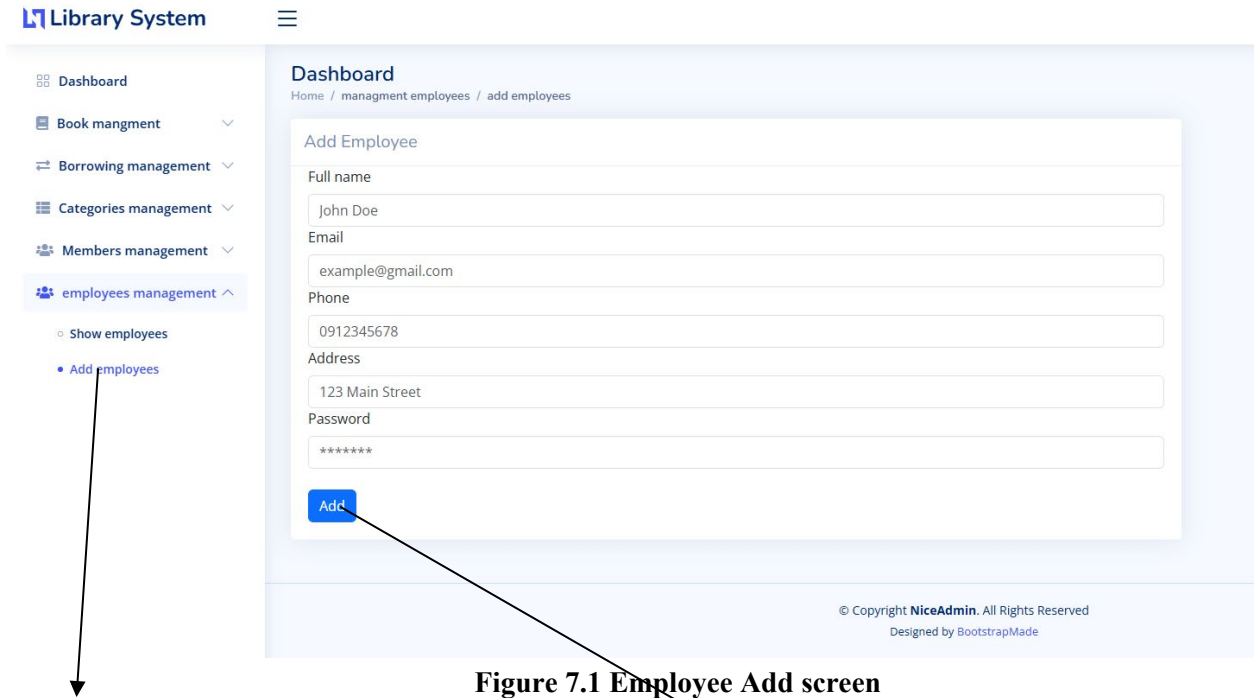 Library System
Dashboard
Book mangment
Borrowing management
Categories management
Members management
employees management
Show employees
Add employees
Dashboard
Home / managment employees / add employees
Add Employee
Full name
John Doe
Email
example@gmail.com
Phone
0912345678
Address
123 Main Street
Password
*******
Add
© Copyright NiceAdmin. All Rights Reserved
Designed by BootstrapMade
Figure 7.1 Employee Add screen